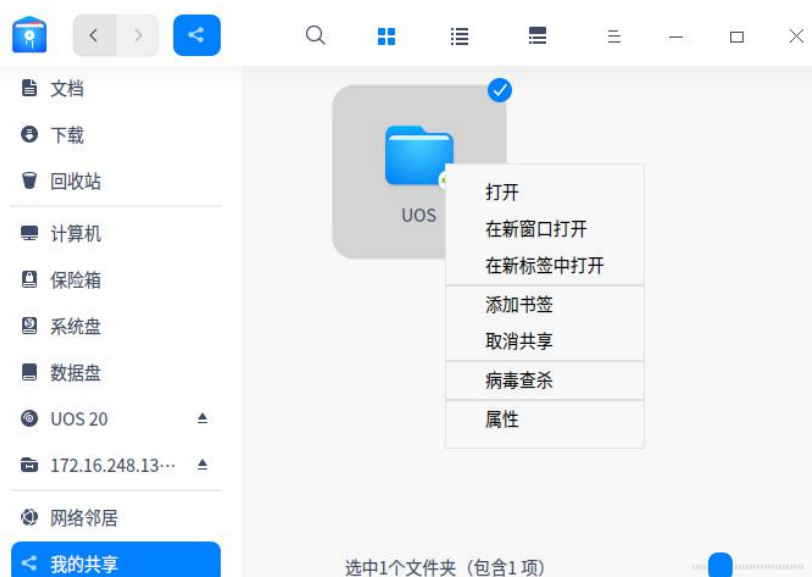 文档
下载
回收站
计算机
保险箱
系统盘
数据盘
UOS 20
172.16.248.13···
网络邻居
我的共享
UOS
打开
在新窗口打开
在新标签中打开
添加书签
取消共享
病毒查杀
属性
选中1个文件夹（包含1 项）